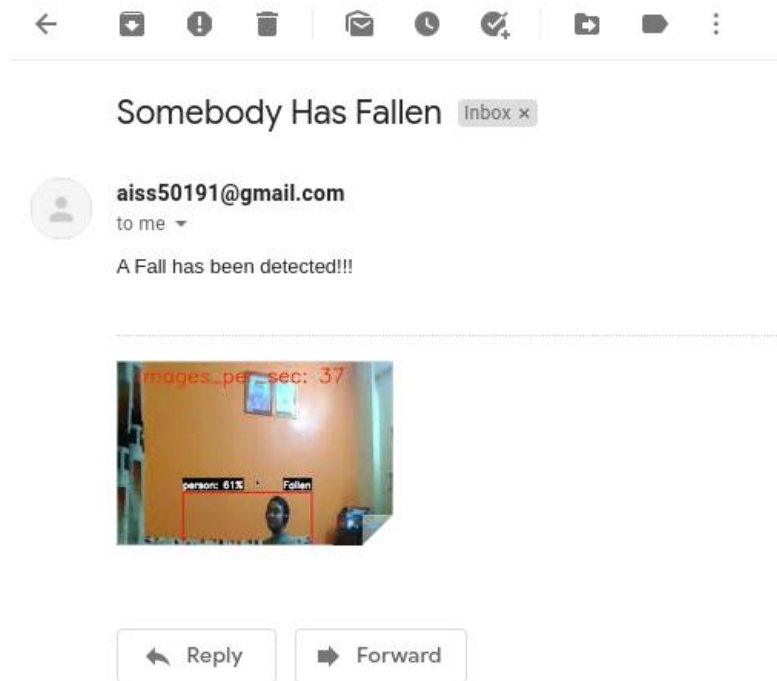 Somebody Has Fallen Inbox ×
aiss50191@gmail.com
to me
A Fall has been detected!!!
images_per_sec: 37
person: 61% Fallen
Reply Forward